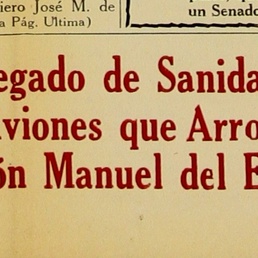 iero José M. de
a Pág. Ultima)
un Senado
egado de Sanida
viones que Arro
ón Manuel del E